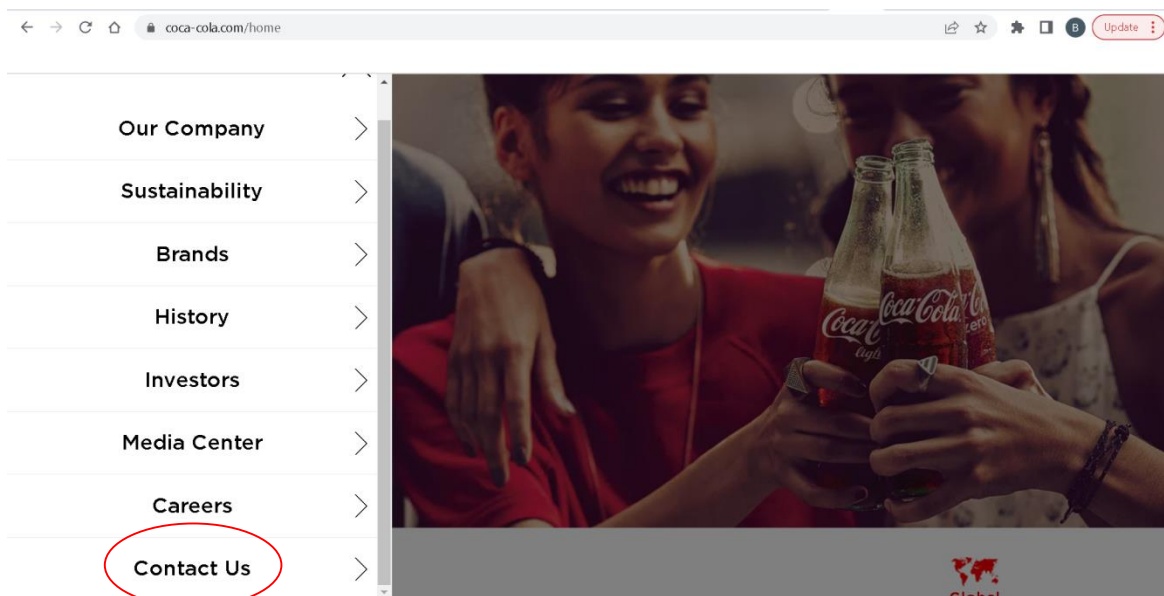 coca-cola.com/home
B
Update
Our Company
Sustainability
Brands
History
Investors
Media Center
Careers
Contact Us
Coca-Cola
light
Coca-Cola
zero
Global